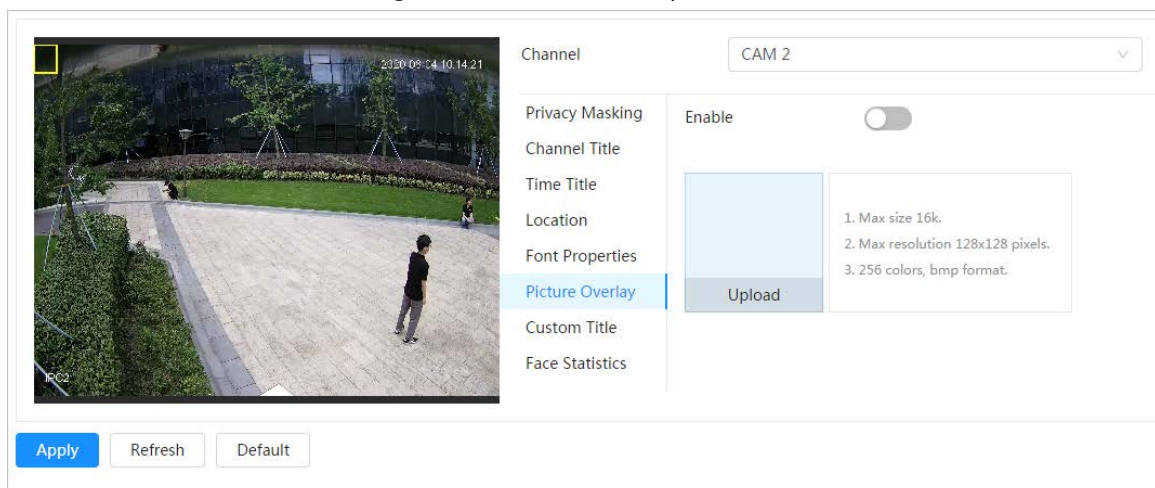 2020-09-04 10:14:21
IPC2
Channel
CAM 2
Privacy Masking
Channel Title
Time Title
Location
Font Properties
Picture Overlay
Custom Title
Face Statistics
Enable
Upload
1. Max size 16k.
2. Max resolution 128x128 pixels.
3. 256 colors, bmp format.
Apply
Refresh
Default